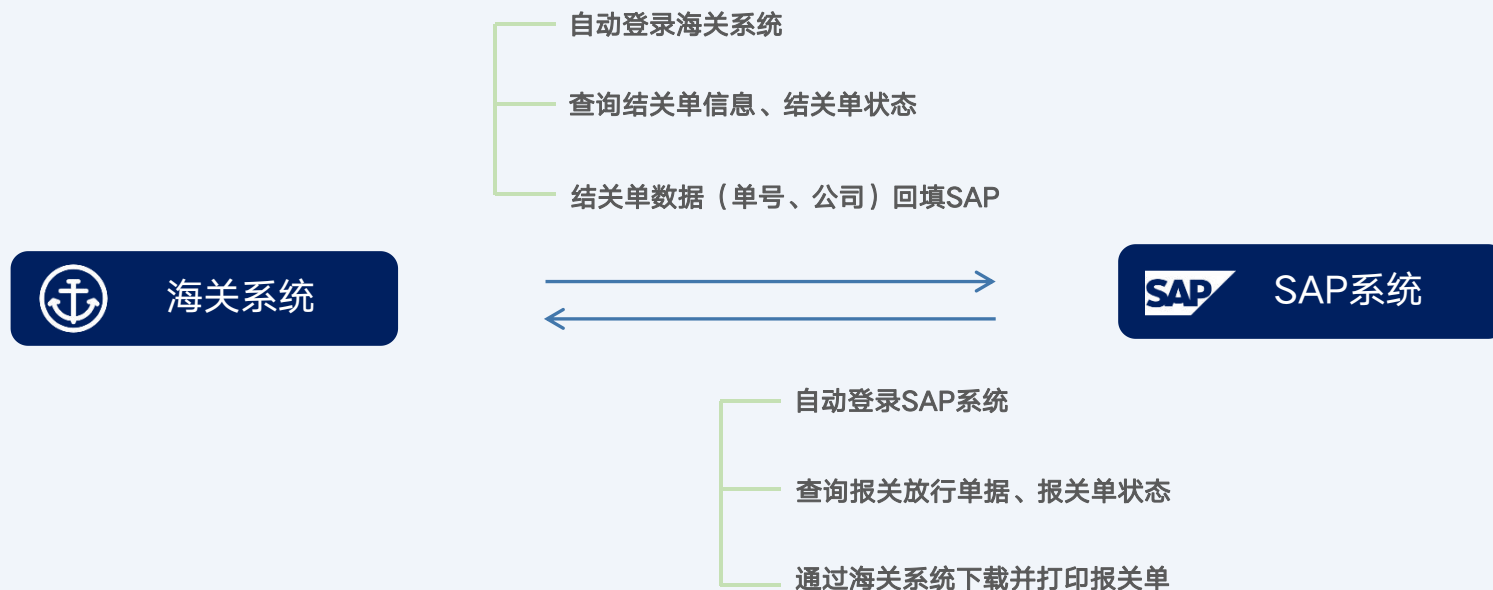 自动登录海关系统
查询结关单信息、结关单状态
结关单数据（单号、公司）回填SAP
海关系统
SAP SAP系统
自动登录SAP系统
查询报关放行单据、报关单状态
通过海关系统下载并打印报关单